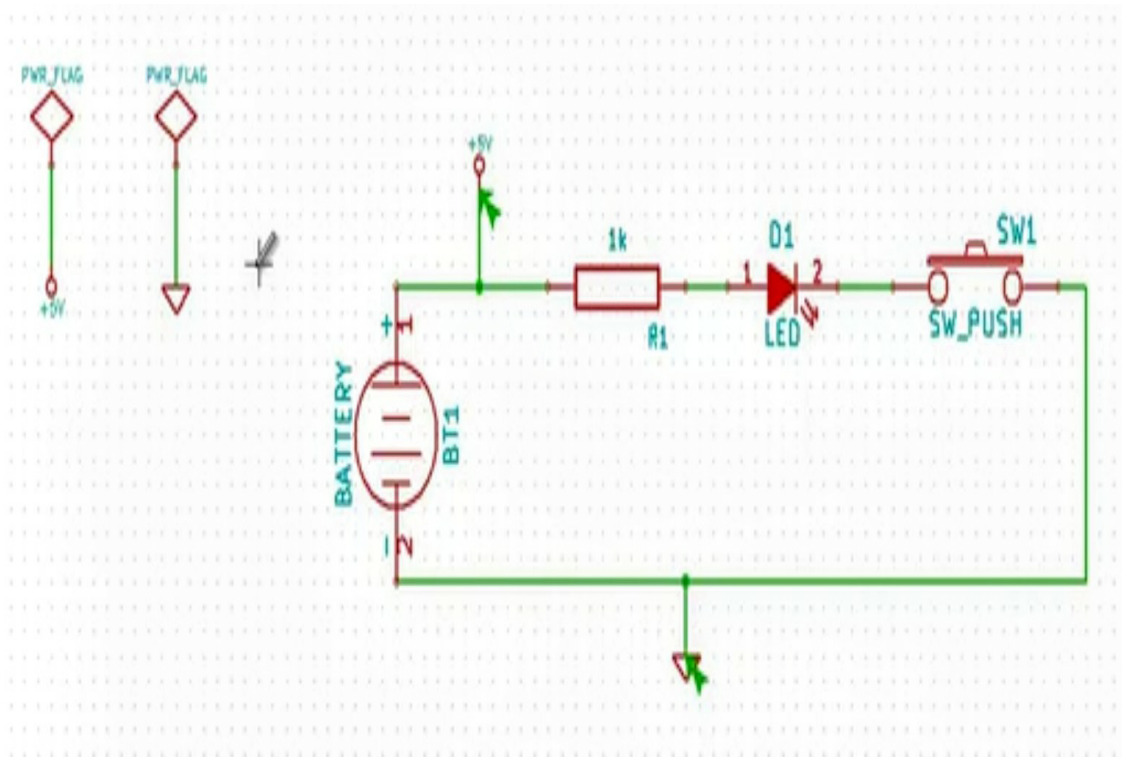 PWR_FLAG
PWR_FLAG
+5V
+5V
1k
R1
D1
1
2
LED
SW1
SW_PUSH
+
1
BATTERY
BT1
-
2